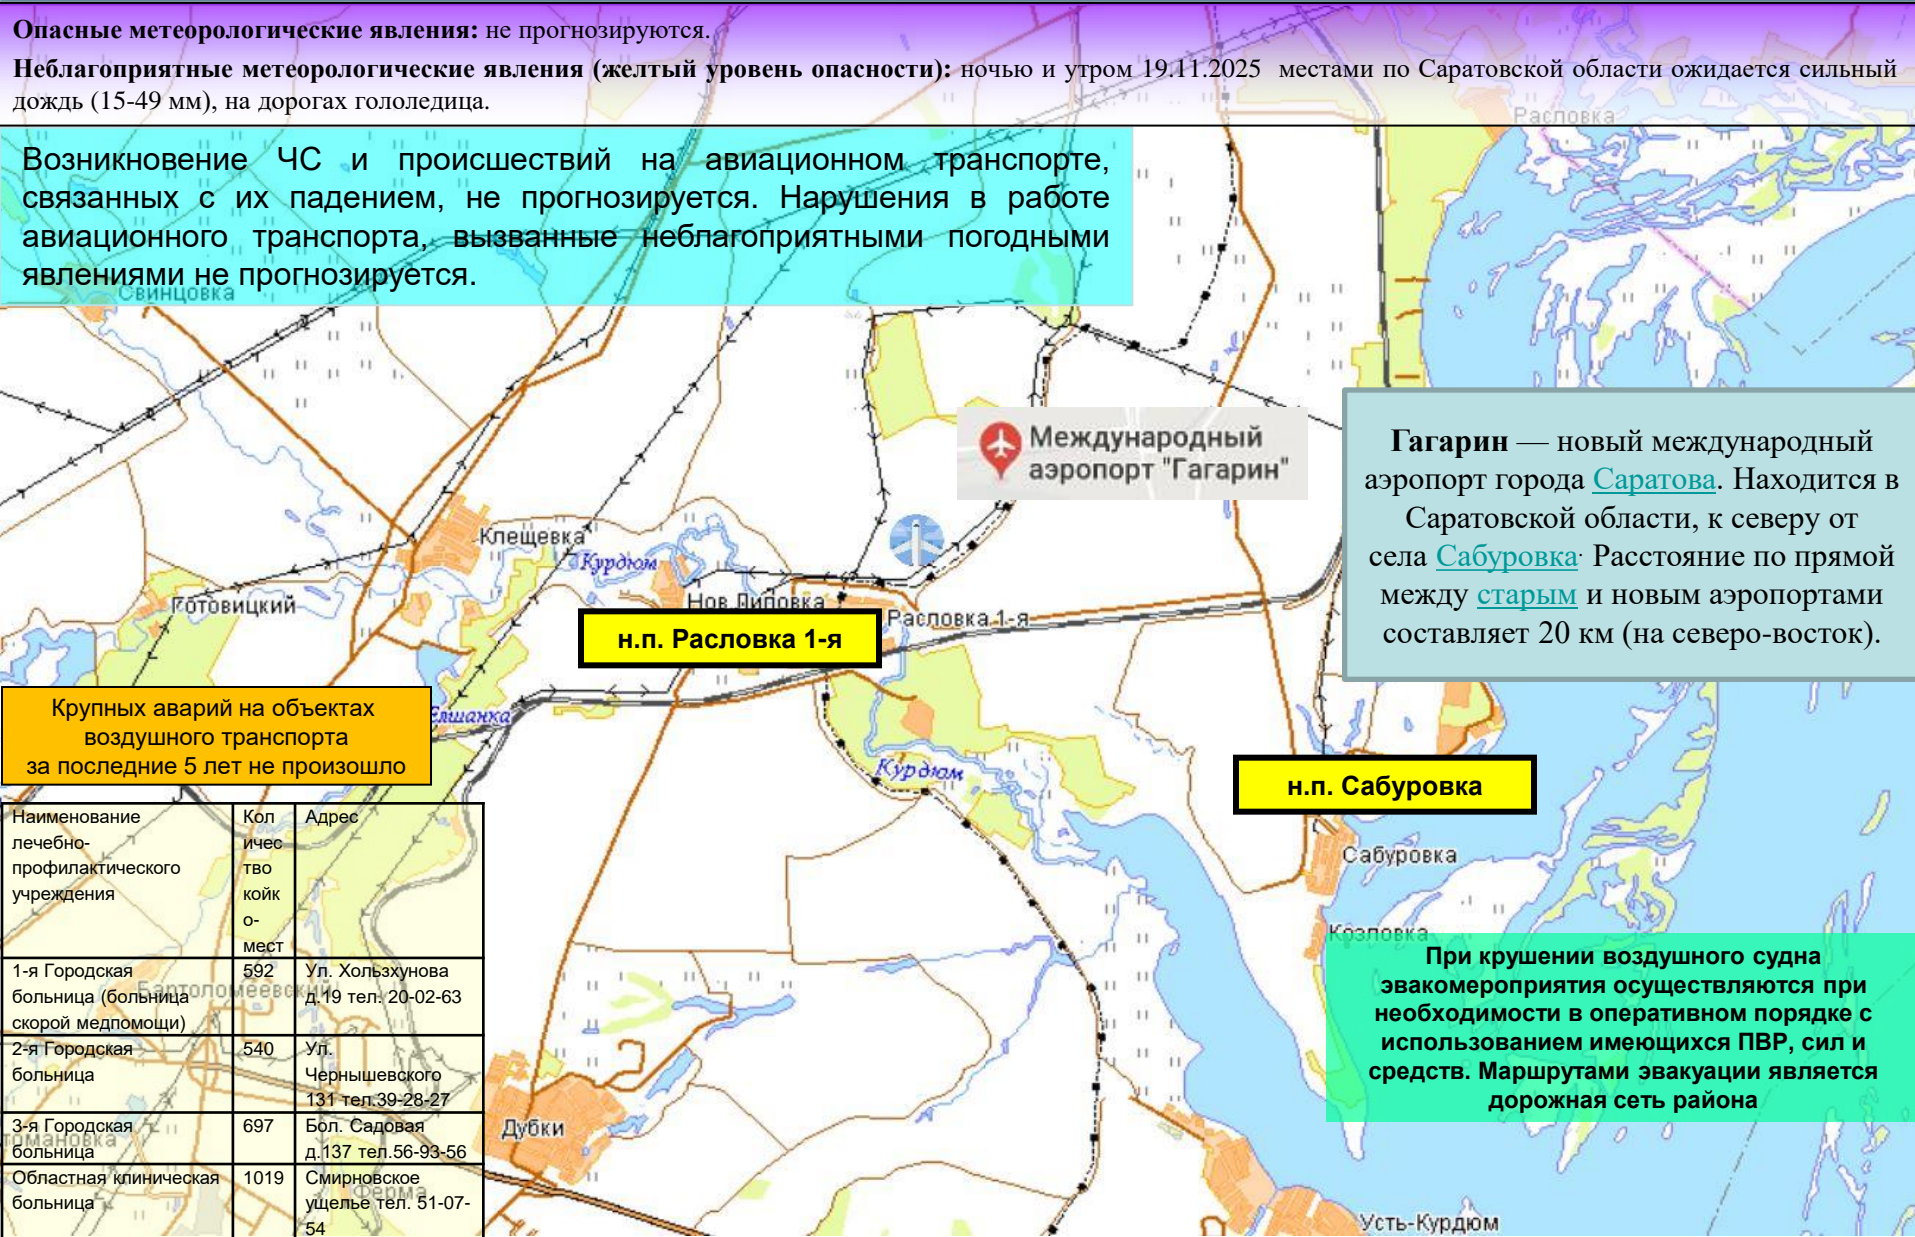 Опасные метеорологические явления: не прогнозируются.
Неблагоприятные метеорологические явления (желтый уровень опасности): ночью и утром 19.11.2025 местами по Саратовской области ожидается сильный
дождь (15-49 мм), на дорогах гололедица.
Расловка
Возникновение ЧС и происшествий на авиационном транспорте,
связанных с их падением, не прогнозируется. Нарушения в работе
авиационного транспорта, вызванные неблагоприятными погодными
явлениями не прогнозируется.
Свинцовка
Международный
аэропорт "Гагарин"
Гагарин — новый международный
аэропорт города Саратова. Находится в
Саратовской области, к северу от
села Сабуровка. Расстояние по прямой
между старым и новым аэропортами
составляет 20 км (на северо-восток).
Клещевка
Курдюм
Готовицкий
Нов.Липовка
Расловка 1-я
н.п. Расловка 1-я
Елшанка
Крупных аварий на объектах
воздушного транспорта
за последние 5 лет не произошло
Курдюм
н.п. Сабуровка
Сабуровка
Козловка
Наименование
лечебно-
профилактического
учреждения
Кол
ичес
тво
койк
о-
мест
Адрес
1-я Городская
больница (больница
скорой медпомощи)
592
Ул. Хользхунова
д.19 тел. 20-02-63
Бартоломеевский
2-я Городская
больница
540
Ул.
Чернышевского
131 тел.39-28-27
3-я Городская
больница
697
Бол. Садовая
д.137 тел.56-93-56
томановка
Областная клиническая
больница
1019
Смирновское
ущелье тел. 51-07-
54
Ферма
Дубки
При крушении воздушного судна
эвакомероприятия осуществляются при
необходимости в оперативном порядке с
использованием имеющихся ПВР, сил и
средств. Маршрутами эвакуации является
дорожная сеть района
Усть-Курдюм